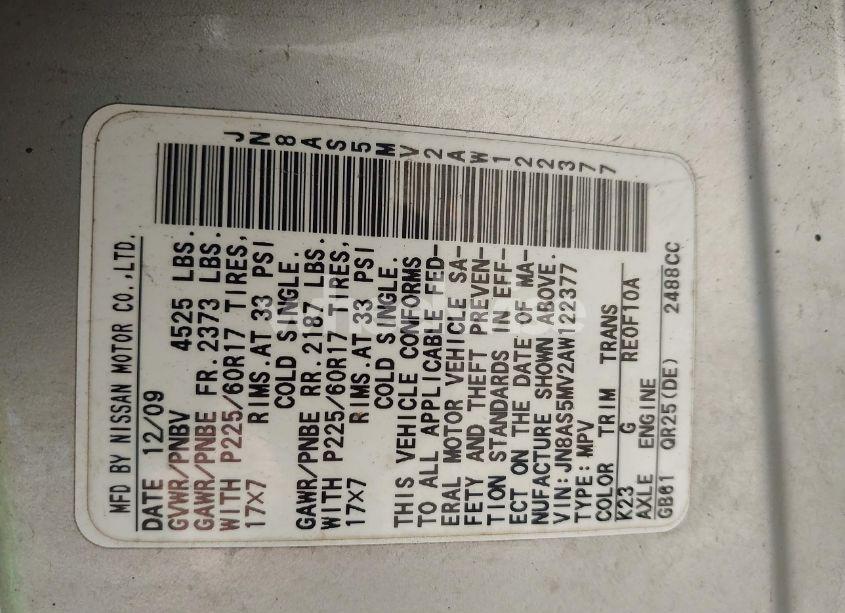 MFD BY NISSAN MOTOR CO.,LTD.
DATE 12/09
GVWR/PNBV 4525 LBS.
GAWR/PNBE FR.2373 LBS.
WITH P225/60R17 TIRES,
17X7 RIMS.AT 33 PSI
COLD SINGLE.
GAWR/PNBE RR.2187 LBS.
WITH P225/60R17 TIRES,
17X7 RIMS.AT 33 PSI
COLD SINGLE.
THIS VEHICLE CONFORMS
TO ALL APPLICABLE FED-
ERAL MOTOR VEHICLE SA-
FETY AND THEFT PREVEN-
TION STANDARDS IN EFF-
ECT ON THE DATE OF MA-
NUFACTURE SHOWN ABOVE.
VIN:JN8AS5MV2AW122377
TYPE:MPV
COLOR TRIM TRANS
K23 G RE0F10A
AXLE ENGINE
GB61 QR25(DE) 2488CC
JN8AS5MV2AW122377